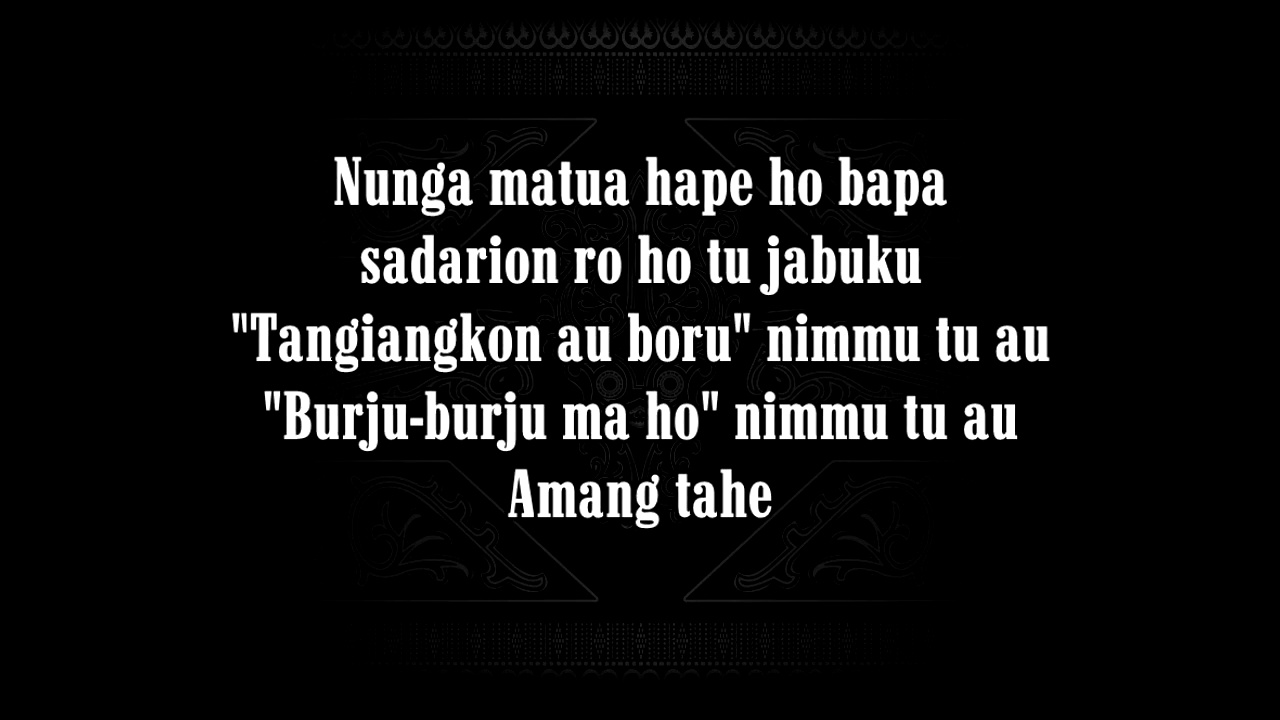 Nunga matua hape ho bapa
sadarion ro ho tu jabuku
"Tangiangkon au boru" nimmu tu au
"Burju-burju ma ho" nimmu tu au
Amang tahe